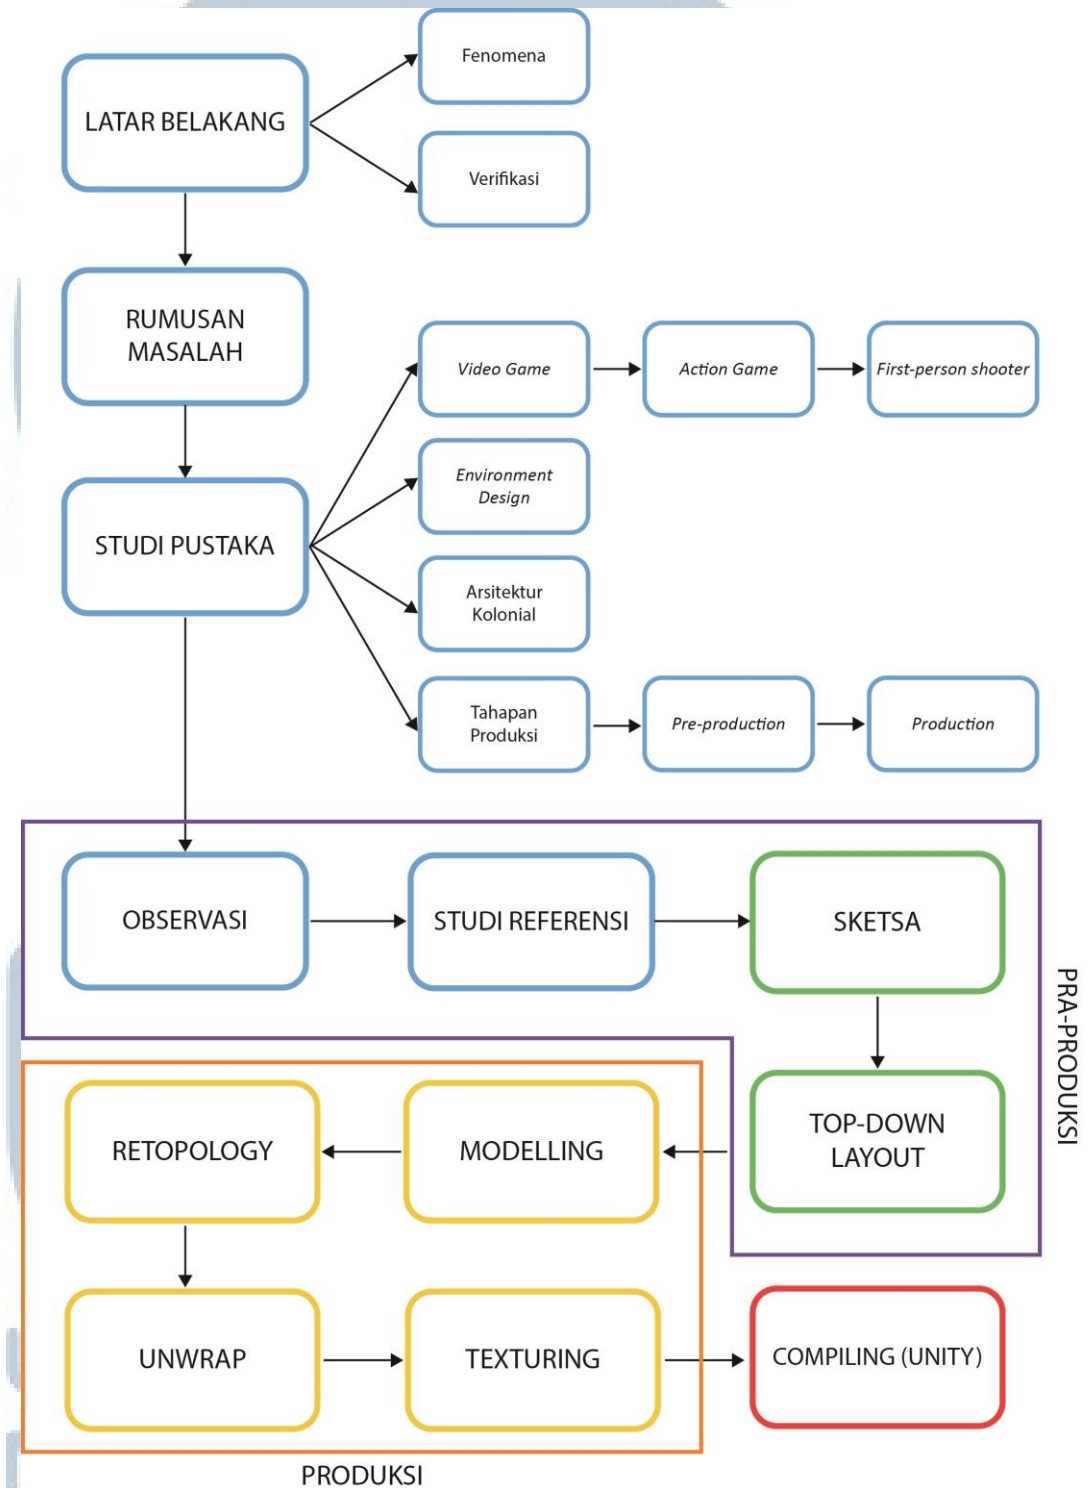 Fenomena
LATAR BELAKANG
Verifikasi
RUMUSAN
MASALAH
Video Game
Action Game
First-person shooter
Environment
Design
STUDI PUSTAKA
Arsitektur
Kolonial
Tahapan
Produksi
Pre-production
Production
OBSERVASI
STUDI REFERENSI
SKETSA
PRA-PRODUKSI
RETOPOLOGY
MODELLING
TOP-DOWN
LAYOUT
UNWRAP
TEXTURING
COMPILING (UNITY)
PRODUKSI